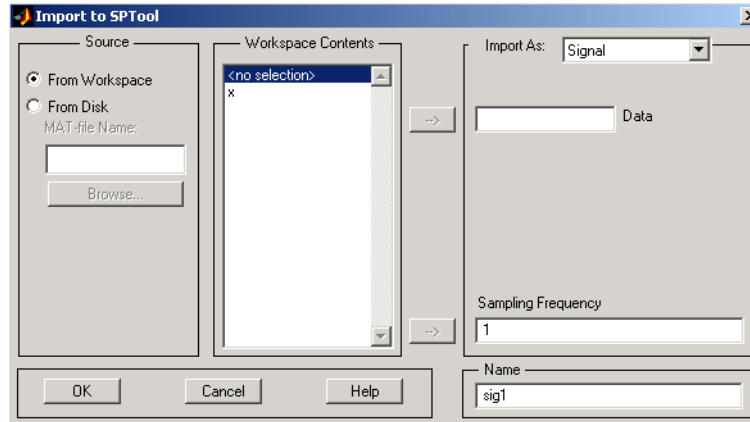 Import to SPTool
Source
From Workspace
From Disk
MAT-file Name:
Browse...
Workspace Contents
<no selection>
x
-->
-->
Import As: Signal
Data
Sampling Frequency
1
OK Cancel Help
Name
sig1